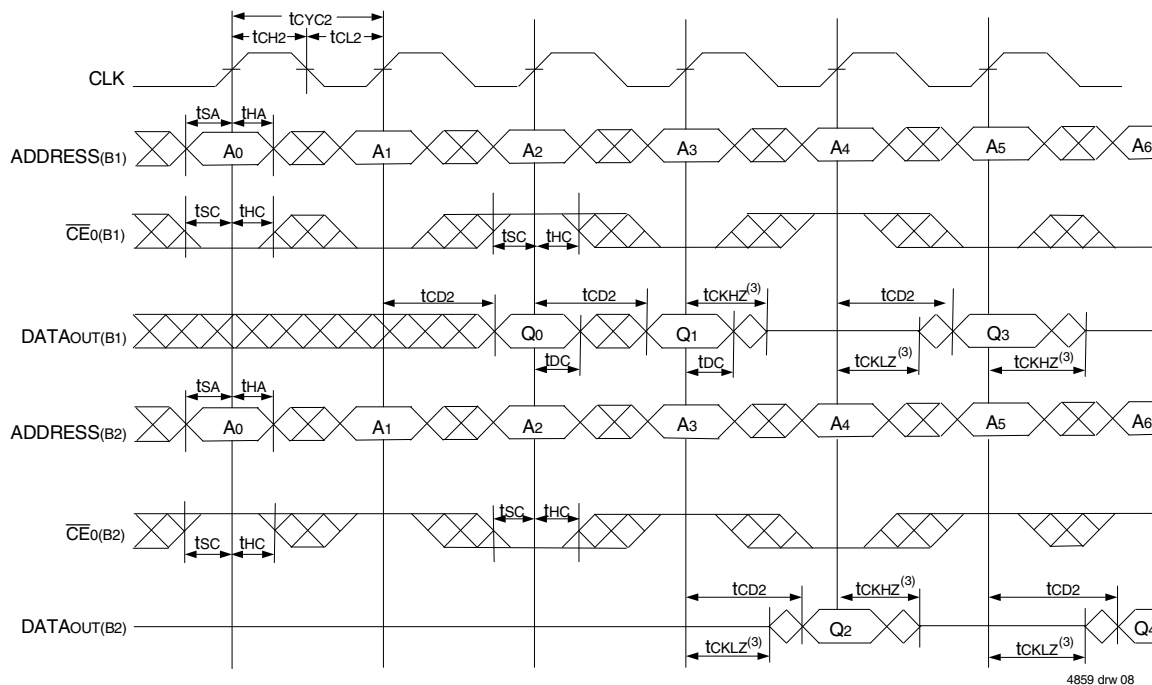 tCYC2
tCH2 tCL2
CLK
tSA tHA
ADDRESS(B1) A0 A1 A2 A3 A4 A5 A6
tSC tHC
CE0(B1)
tSC tHC
tCD2 tCD2 tCKHZ(3) tCD2
DATAOUT(B1) Q0 Q1 Q3
tDC tDC tCKLZ(3) tCKHZ(3)
tSA tHA
ADDRESS(B2) A0 A1 A2 A3 A4 A5 A6
tSC tHC
CE0(B2)
tSC tHC
tCD2 tCKHZ(3) tCD2
DATAOUT(B2) Q2 Q4
tCKLZ(3) tCKLZ(3)
4859 drw 08